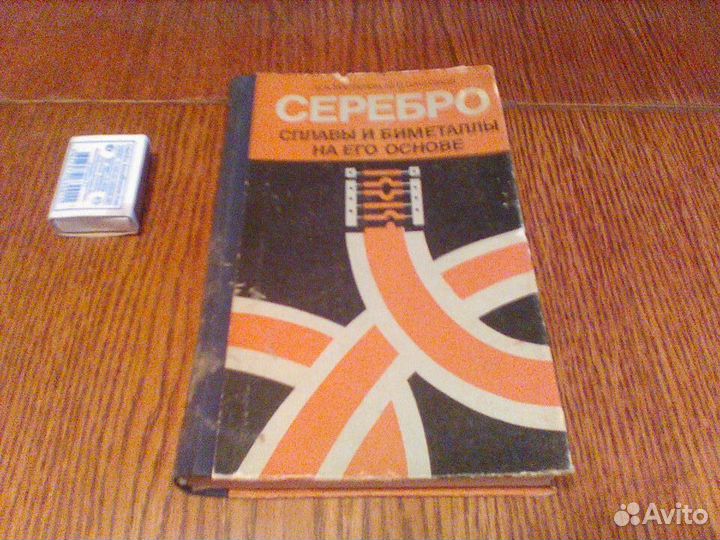 СЕРЕБРО
СПЛАВЫ И БИМЕТАЛЛЫ
НА ЕГО ОСНОВЕ
Avito